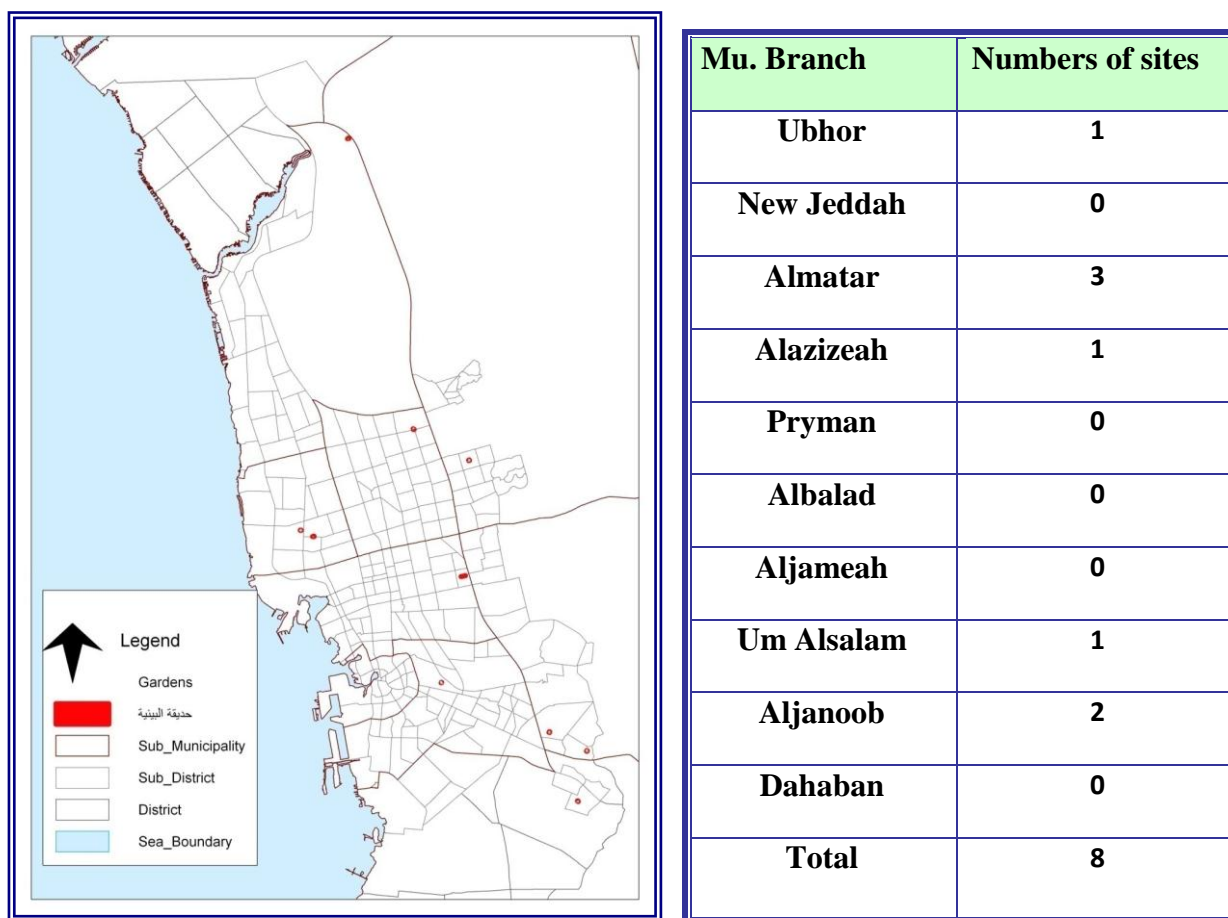 Legend
Gardens
حديقة البينية
Sub_Municipality
Sub_District
District
Sea_Boundary
Mu. Branch Numbers of sites
Ubhor 1
New Jeddah 0
Almatar 3
Alazizeah 1
Pryman 0
Albalad 0
Aljameah 0
Um Alsalam 1
Aljanoob 2
Dahaban 0
Total 8